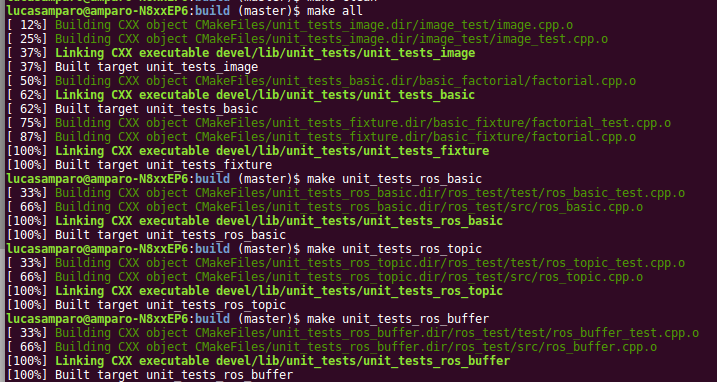 lucasamparo@amparo-N8xxEP6:build (master)$ make all
[ 12%] Building CXX object CMakeFiles/unit_tests_image.dir/image_test/image.cpp.o
[ 25%] Building CXX object CMakeFiles/unit_tests_image.dir/image_test/image_test.cpp.o
[ 37%] Linking CXX executable devel/lib/unit_tests/unit_tests_image
[ 37%] Built target unit_tests_image
[ 50%] Building CXX object CMakeFiles/unit_tests_basic.dir/basic_factorial/factorial.cpp.o
[ 62%] Linking CXX executable devel/lib/unit_tests/unit_tests_basic
[ 62%] Built target unit_tests_basic
[ 75%] Building CXX object CMakeFiles/unit_tests_fixture.dir/basic_fixture/factorial_test.cpp.o
[ 87%] Building CXX object CMakeFiles/unit_tests_fixture.dir/basic_fixture/factorial.cpp.o
[100%] Linking CXX executable devel/lib/unit_tests/unit_tests_fixture
[100%] Built target unit_tests_fixture
lucasamparo@amparo-N8xxEP6:build (master)$ make unit_tests_ros_basic
[ 33%] Building CXX object CMakeFiles/unit_tests_ros_basic.dir/ros_test/test/ros_basic_test.cpp.o
[ 66%] Building CXX object CMakeFiles/unit_tests_ros_basic.dir/ros_test/src/ros_basic.cpp.o
[100%] Linking CXX executable devel/lib/unit_tests/unit_tests_ros_basic
[100%] Built target unit_tests_ros_basic
lucasamparo@amparo-N8xxEP6:build (master)$ make unit_tests_ros_topic
[ 33%] Building CXX object CMakeFiles/unit_tests_ros_topic.dir/ros_test/test/ros_topic_test.cpp.o
[ 66%] Building CXX object CMakeFiles/unit_tests_ros_topic.dir/ros_test/src/ros_topic.cpp.o
[100%] Linking CXX executable devel/lib/unit_tests/unit_tests_ros_topic
[100%] Built target unit_tests_ros_topic
lucasamparo@amparo-N8xxEP6:build (master)$ make unit_tests_ros_buffer
[ 33%] Building CXX object CMakeFiles/unit_tests_ros_buffer.dir/ros_test/test/ros_buffer_test.cpp.o
[ 66%] Building CXX object CMakeFiles/unit_tests_ros_buffer.dir/ros_test/src/ros_buffer.cpp.o
[100%] Linking CXX executable devel/lib/unit_tests/unit_tests_ros_buffer
[100%] Built target unit_tests_ros_buffer